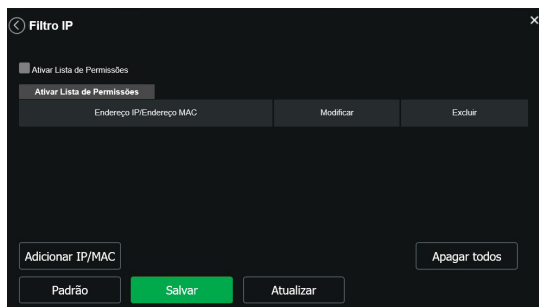 Filtro IP
Ativar Lista de Permissões
Ativar Lista de Permissões
Endereço IP/Endereço MAC Modificar Excluir
Adicionar IP/MAC Apagar todos
Padrão Salvar Atualizar